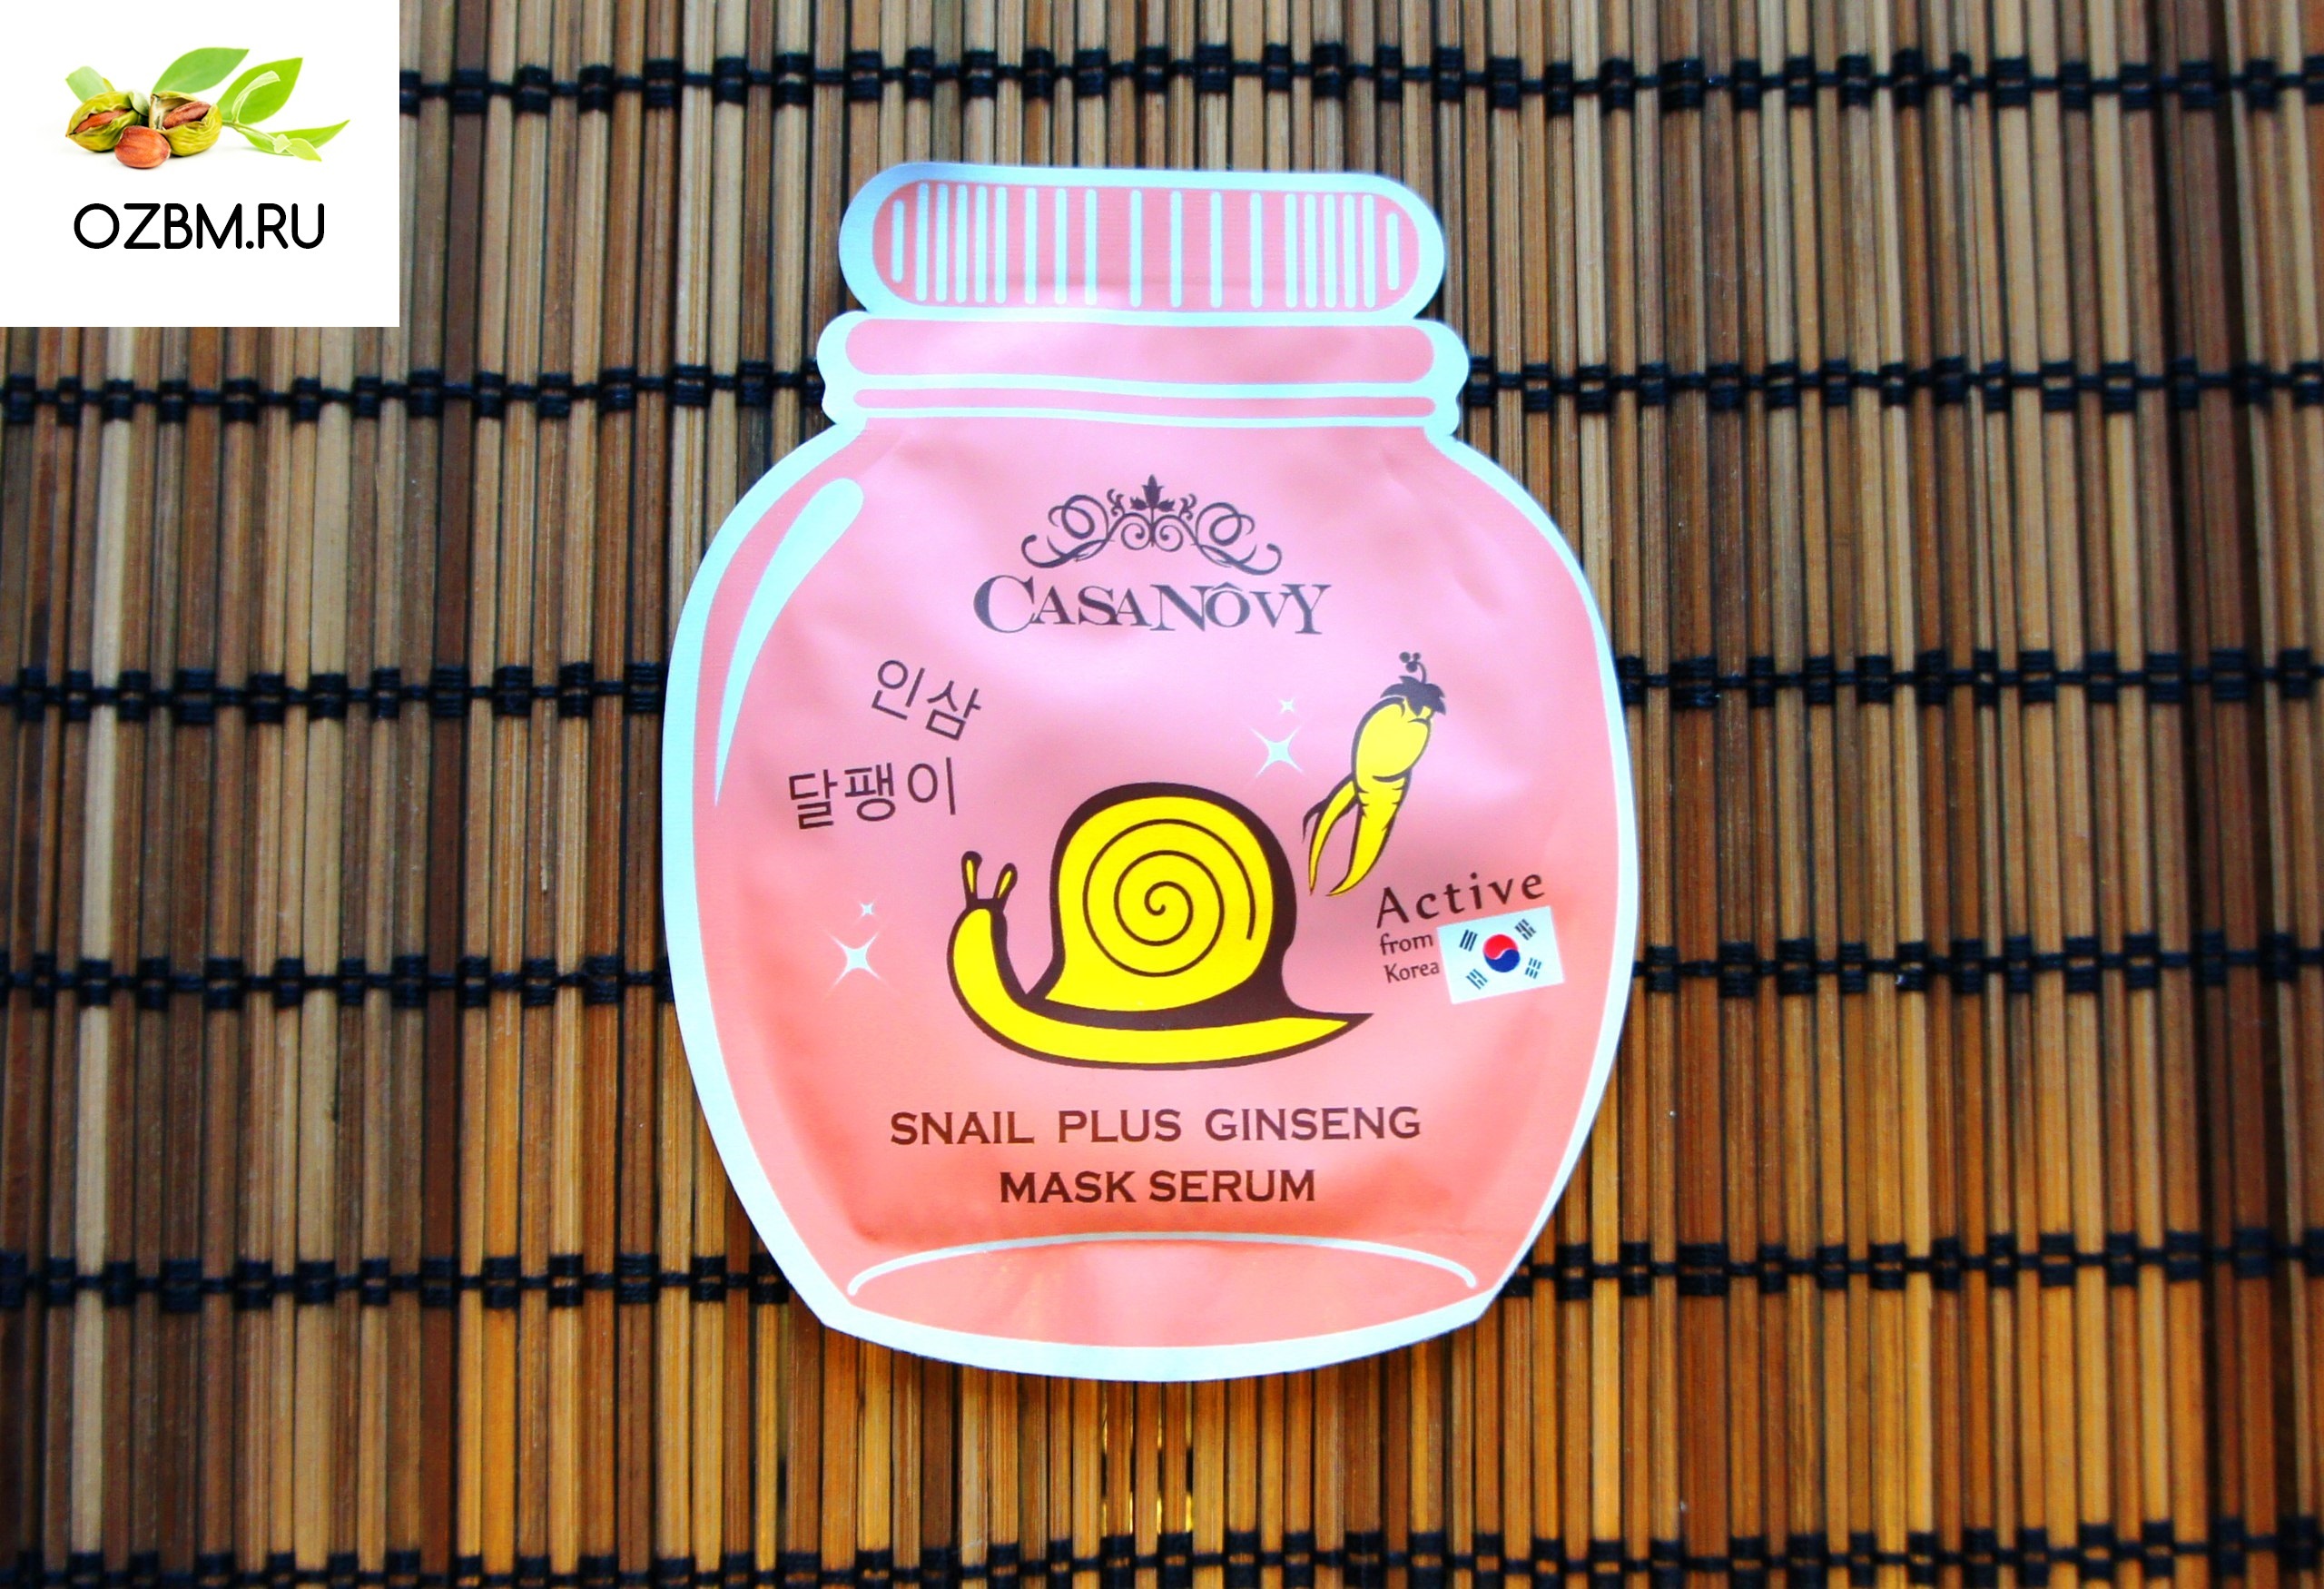 OZBM.RU
CASANÔVY
인삼
달팽이
Active
from
Korea
SNAIL PLUS GINSENG
MASK SERUM